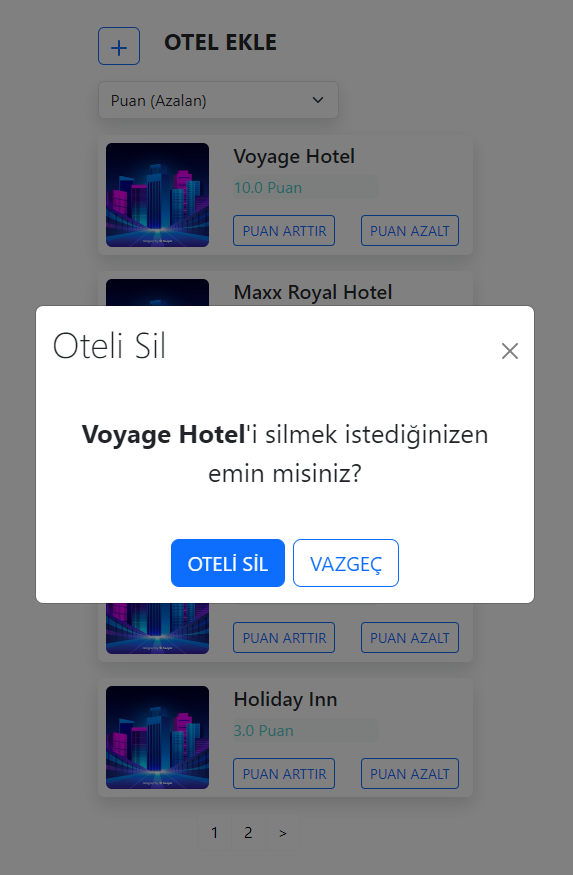 + OTEL EKLE
Puan (Azalan)
Voyage Hotel
10.0 Puan
PUAN ARTTIR PUAN AZALT
Maxx Royal Hotel
Oteli Sil
Voyage Hotel'i silmek istediğinizen
emin misiniz?
OTELİ SİL VAZGEÇ
PUAN ARTTIR PUAN AZALT
Holiday Inn
3.0 Puan
PUAN ARTTIR PUAN AZALT
1 2 >